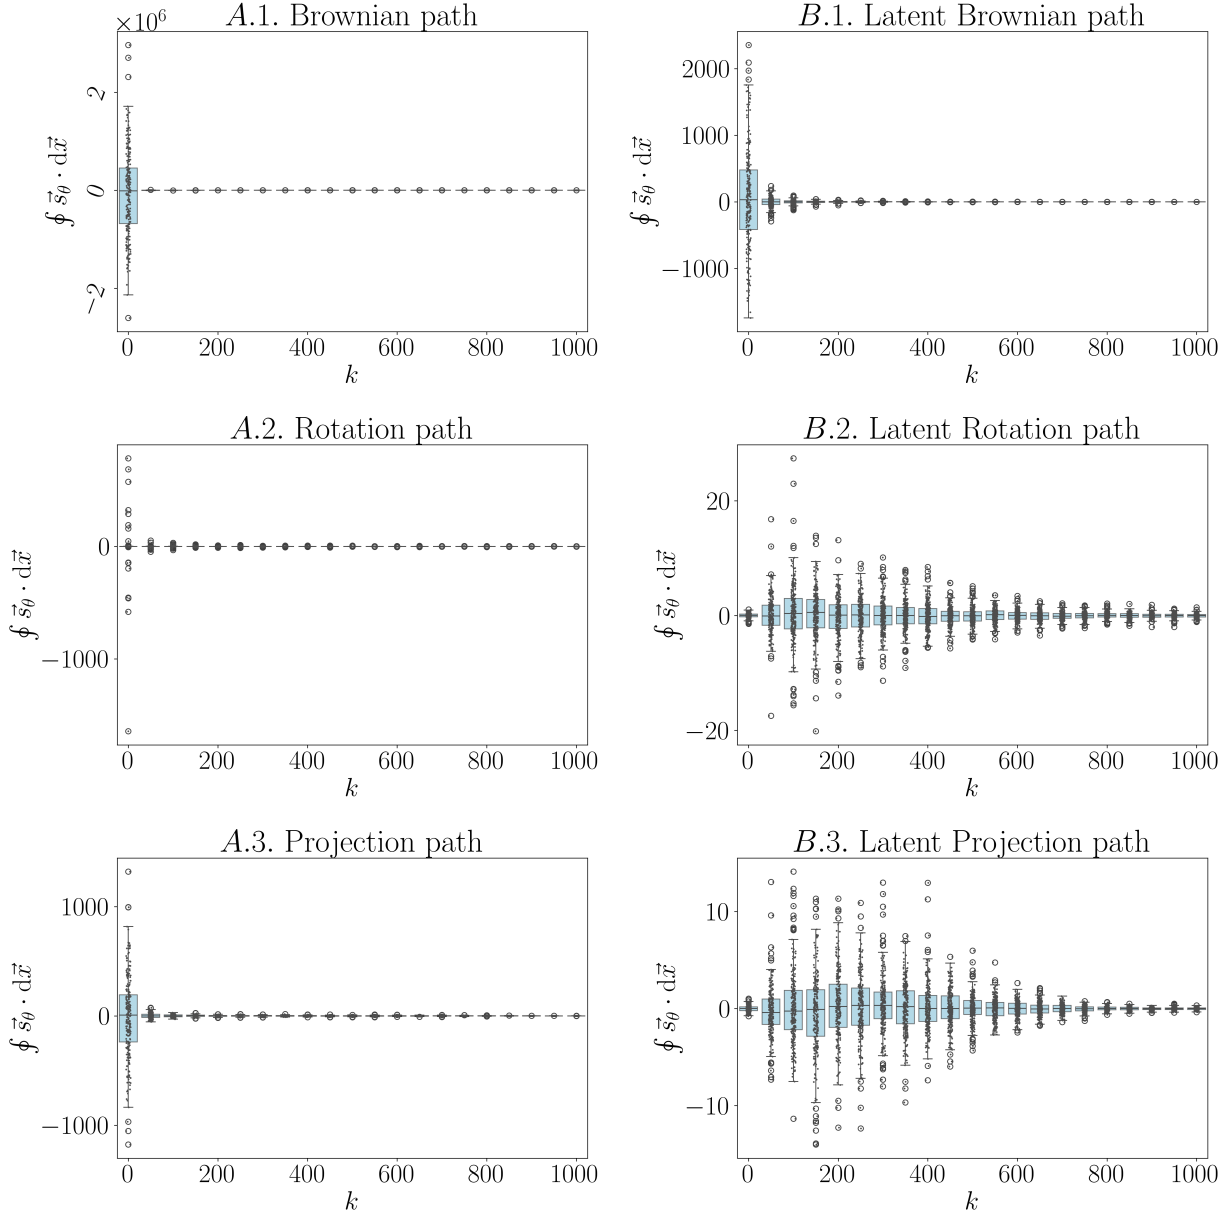 A.1. Brownian path
×10⁶
2
0
−2
∮ s⃗_θ · dx⃗
0 200 400 600 800 1000
k
B.1. Latent Brownian path
2000
1000
0
−1000
∮ s⃗_θ · dx⃗
0 200 400 600 800 1000
k
A.2. Rotation path
0
−1000
∮ s⃗_θ · dx⃗
0 200 400 600 800 1000
k
B.2. Latent Rotation path
20
0
−20
∮ s⃗_θ · dx⃗
0 200 400 600 800 1000
k
A.3. Projection path
1000
0
−1000
∮ s⃗_θ · dx⃗
0 200 400 600 800 1000
k
B.3. Latent Projection path
10
0
−10
∮ s⃗_θ · dx⃗
0 200 400 600 800 1000
k